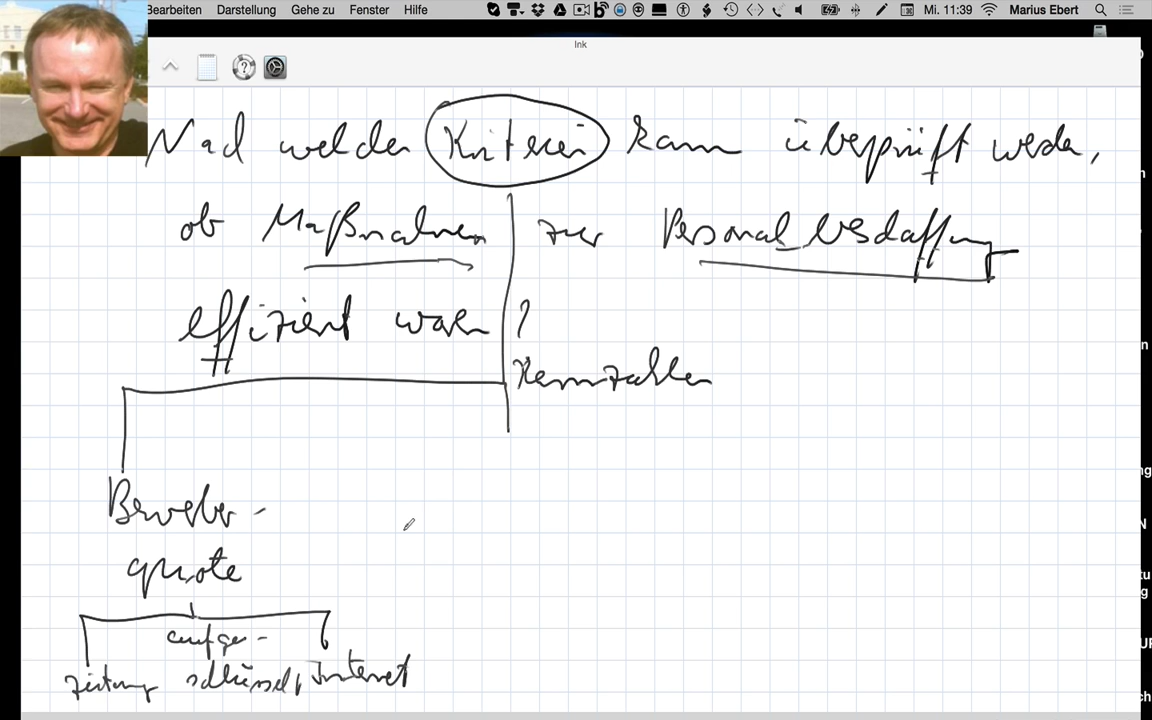 Bearbeiten Darstellung Gehe zu Fenster Hilfe Mi. 11:39 Marius Ebert
Ink
Nach welchen Kriterien kann überprüft werden,
ob Maßnahmen zur Personalbeschaffung
effizient waren ?
Kennzahlen
Bewerber-
quote
aufge-
Zeitung schlüsselt Internet